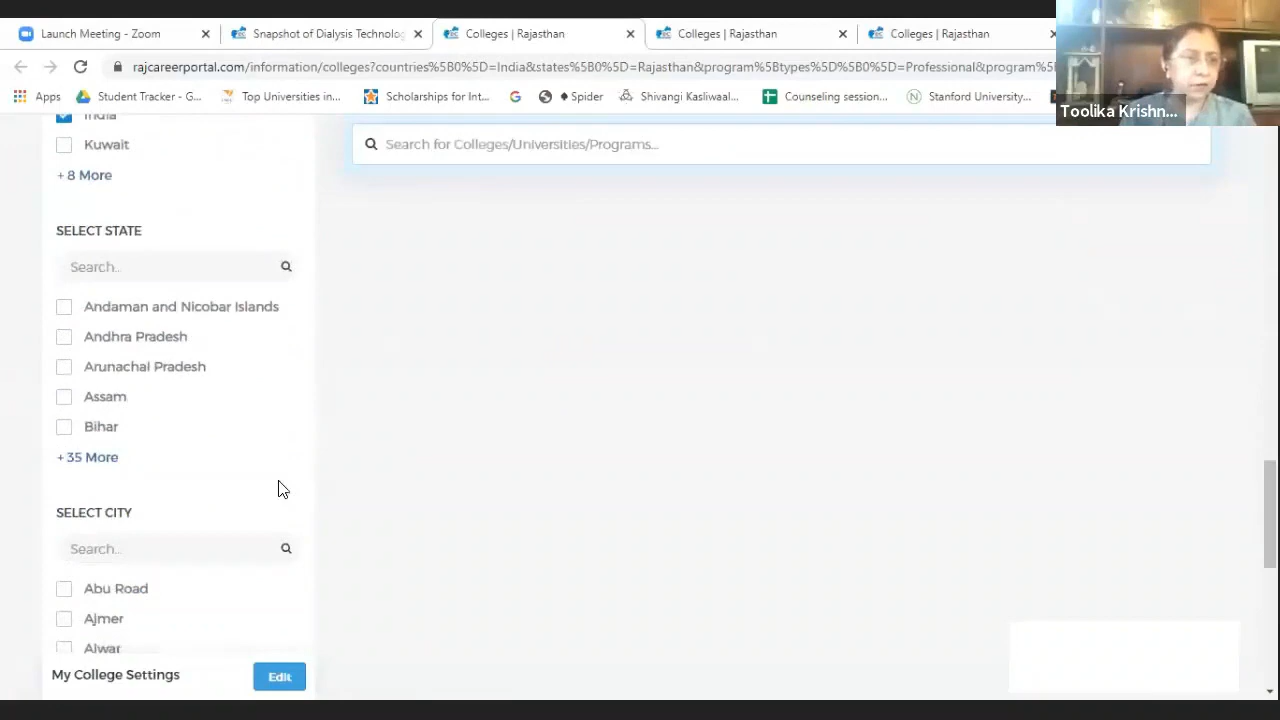 Launch Meeting - Zoom
Snapshot of Dialysis Technolog
Colleges | Rajasthan
Colleges | Rajasthan
Colleges | Rajasthan
rajcareerportal.com/information/colleges?countries%5B0%5D=India&states%5B0%5D=Rajasthan&program%5Btypes%5D%5B0%5D=Professional&program%
Apps
Student Tracker - G...
Top Universities in...
Scholarships for Int...
Spider
Shivangi Kasliwaal...
Counseling session...
Stanford University,...
Toolika Krishn...
India
Kuwait
+ 8 More
Search for Colleges/Universities/Programs...
SELECT STATE
Search...
Andaman and Nicobar Islands
Andhra Pradesh
Arunachal Pradesh
Assam
Bihar
+ 35 More
SELECT CITY
Search...
Abu Road
Ajmer
Alwar
My College Settings
Edit